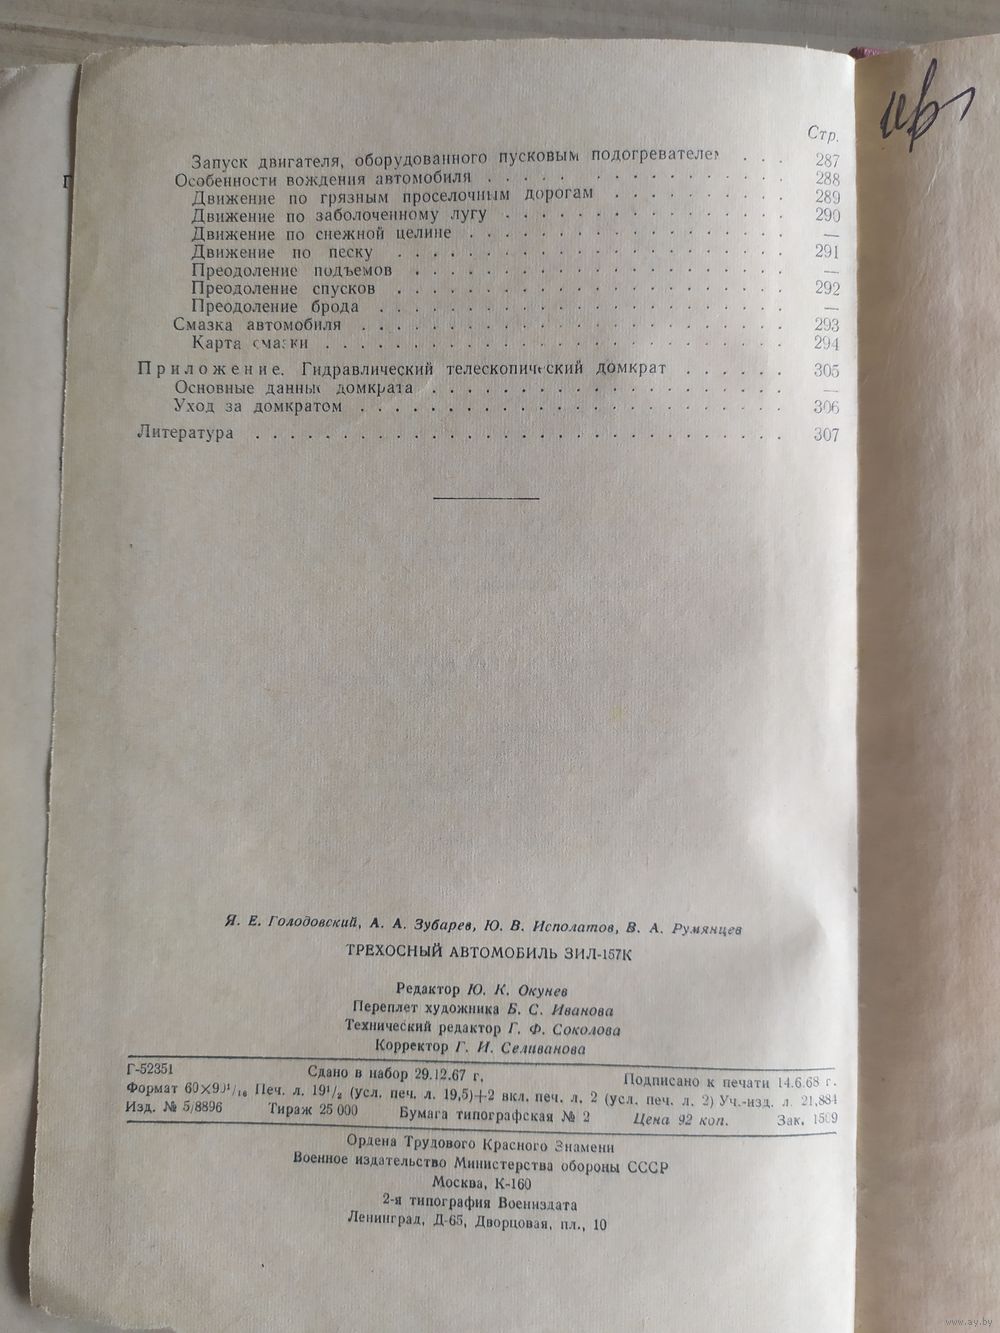 Стр.
Запуск двигателя, оборудованного пусковым подогревателем . . . 287
Особенности вождения автомобиля . . . . . . . . . . . . . . . . 288
Движение по грязным проселочным дорогам . . . . . . . . . . 289
Движение по заболоченному лугу . . . . . . . . . . . . . . . . 290
Движение по снежной целине . . . . . . . . . . . . . . . . . . —
Движение по песку . . . . . . . . . . . . . . . . . . . . . . 291
Преодоление подъемов . . . . . . . . . . . . . . . . . . . . . —
Преодоление спусков . . . . . . . . . . . . . . . . . . . . . . 292
Преодоление брода . . . . . . . . . . . . . . . . . . . . . . . —
Смазка автомобиля . . . . . . . . . . . . . . . . . . . . . . . . 293
Карта смазки . . . . . . . . . . . . . . . . . . . . . . . . . . 294
Приложение. Гидравлический телескопический домкрат . . . . . . 305
Основные данные домкрата . . . . . . . . . . . . . . . . . . . . —
Уход за домкратом . . . . . . . . . . . . . . . . . . . . . . . . 306
Литература . . . . . . . . . . . . . . . . . . . . . . . . . . . . . . 307
Я. Е. Голодовский, А. А. Зубарев, Ю. В. Исполатов, В. А. Румянцев
ТРЕХОСНЫЙ АВТОМОБИЛЬ ЗИЛ-157К
Редактор Ю. К. Окунев
Переплет художника Б. С. Иванова
Технический редактор Г. Ф. Соколова
Корректор Г. И. Селиванова
Г-52351 Сдано в набор 29.12.67 г. Подписано к печати 14.6.68 г.
Формат 60×90¹/₁₆ Печ. л. 19¹/₂ (усл. печ. л. 19,5)+2 вкл. печ. л. 2 (усл. печ. л. 2) Уч.-изд. л. 21,884
Изд. № 5/8896 Тираж 25 000 Бумага типографская № 2 Цена 92 коп. Зак. 1509
Ордена Трудового Красного Знамени
Военное издательство Министерства обороны СССР
Москва, К-160
2-я типография Воениздата
Ленинград, Д-65, Дворцовая, пл., 10
www.ay.by